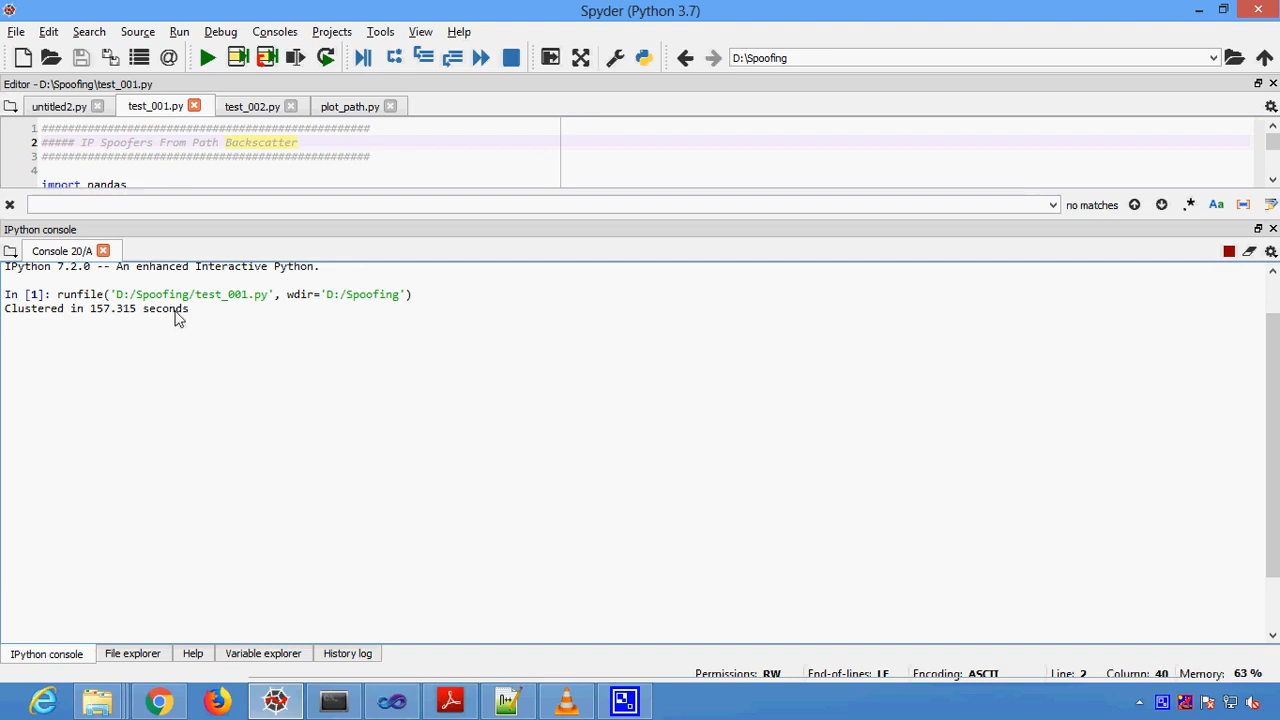 Spyder (Python 3.7)
File Edit Search Source Run Debug Consoles Projects Tools View Help
D:\Spoofing
Editor - D:\Spoofing\test_001.py
untitled2.py test_001.py test_002.py plot_path.py
1 ##################################################
2 ##### IP Spoofers From Path Backscatter
3 ##################################################
4
import pandas
no matches .* Aa
IPython console
Console 20/A
IPython 7.2.0 -- An enhanced Interactive Python.
In [1]: runfile('D:/Spoofing/test_001.py', wdir='D:/Spoofing')
Clustered in 157.315 seconds
IPython console File explorer Help Variable explorer History log
Permissions: RW End-of-lines: LF Encoding: ASCII Line: 2 Column: 40 Memory: 63 %